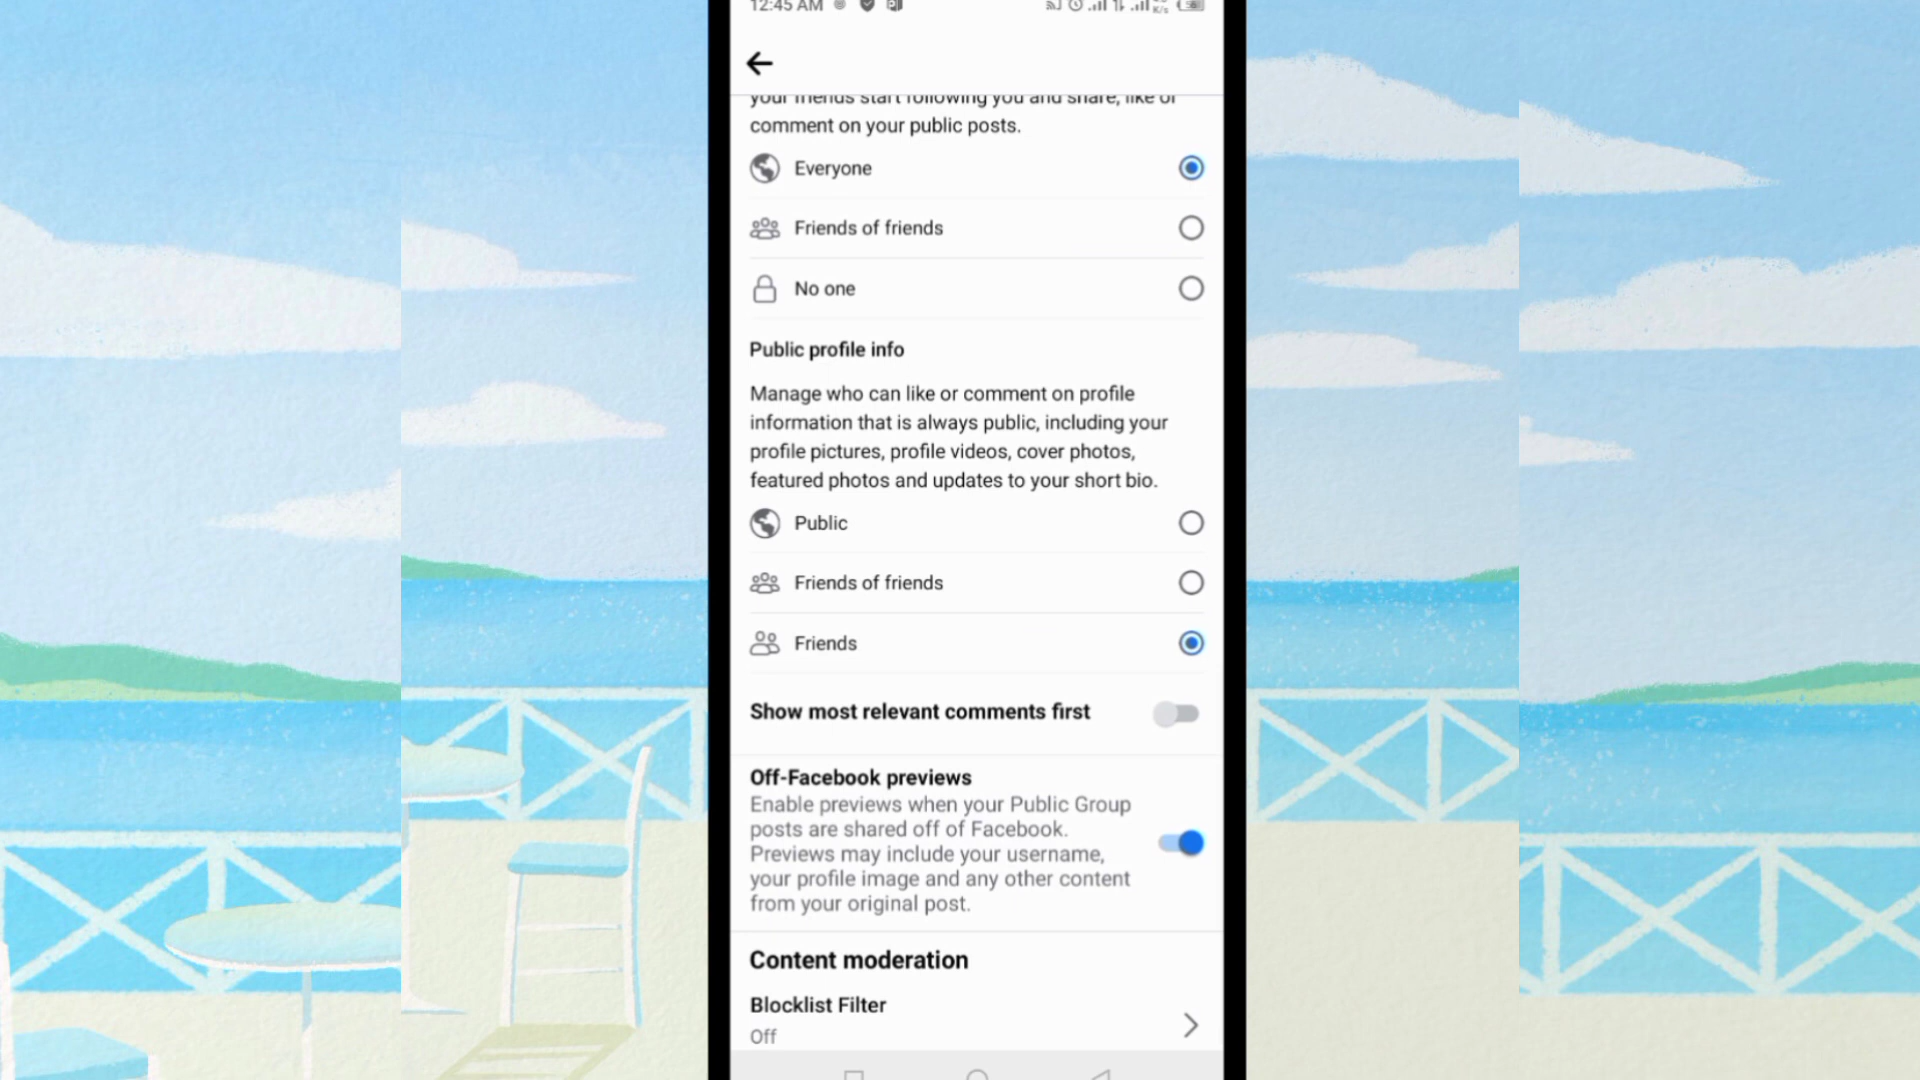 12:45 AM
K/s
your friends start following you and share, like or
comment on your public posts.
Everyone
Friends of friends
No one
Public profile info
Manage who can like or comment on profile
information that is always public, including your
profile pictures, profile videos, cover photos,
featured photos and updates to your short bio.
Public
Friends of friends
Friends
Show most relevant comments first
Off-Facebook previews
Enable previews when your Public Group
posts are shared off of Facebook.
Previews may include your username,
your profile image and any other content
from your original post.
Content moderation
Blocklist Filter
Off